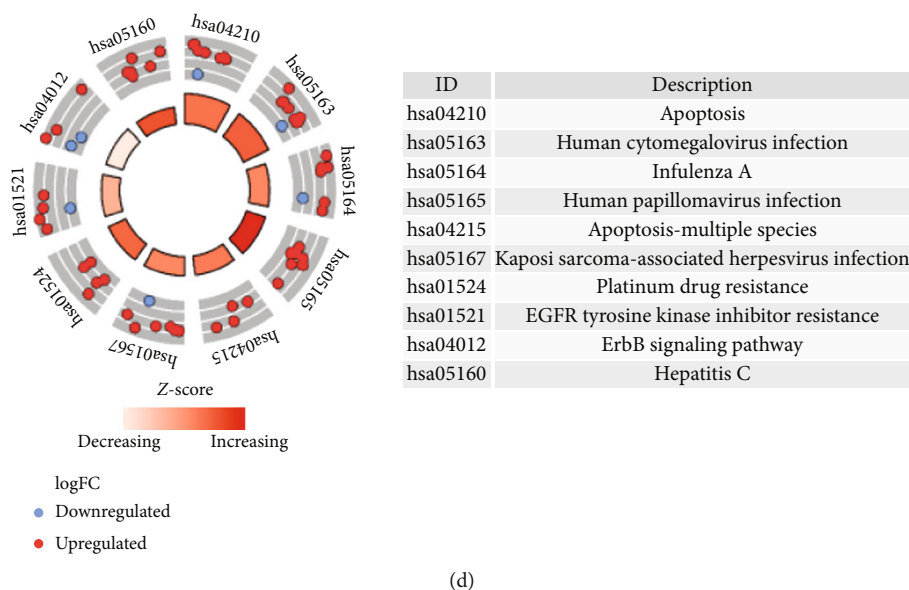 hsa04210
hsa05163
hsa05164
hsa05165
hsa04215
hsa01567
hsa01524
hsa01521
hsa04012
hsa05160
Z-score
Decreasing Increasing
logFC
Downregulated
Upregulated
ID Description
hsa04210 Apoptosis
hsa05163 Human cytomegalovirus infection
hsa05164 Infulenza A
hsa05165 Human papillomavirus infection
hsa04215 Apoptosis-multiple species
hsa05167 Kaposi sarcoma-associated herpesvirus infection
hsa01524 Platinum drug resistance
hsa01521 EGFR tyrosine kinase inhibitor resistance
hsa04012 ErbB signaling pathway
hsa05160 Hepatitis C
(d)